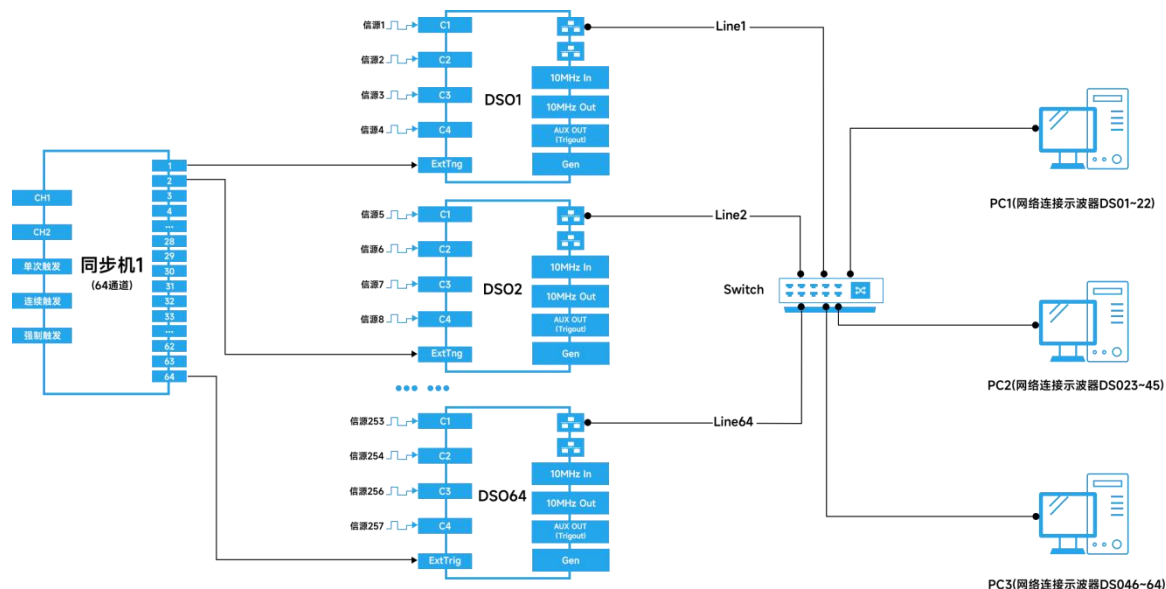 CH1
CH2
单次触发
连续触发
强制触发
同步机1
(64通道)
1
2
3
4
...
28
29
30
31
32
33
...
62
63
64
信源1
信源2
信源3
信源4
C1
C2
C3
C4
ExtTng
DSO1
10MHz In
10MHz Out
AUX OUT
(Trigout)
Gen
Line1
信源5
信源6
信源7
信源8
C1
C2
C3
C4
ExtTng
DSO2
10MHz In
10MHz Out
AUX OUT
(Trigout)
Gen
Line2
信源253
信源254
信源256
信源257
C1
C2
C3
C4
ExtTrig
DSO64
10MHz In
10MHz Out
AUX OUT
(Trigout)
Gen
Line64
Switch
PC1(网络连接示波器DS01~22)
PC2(网络连接示波器DS023~45)
PC3(网络连接示波器DS046~64)